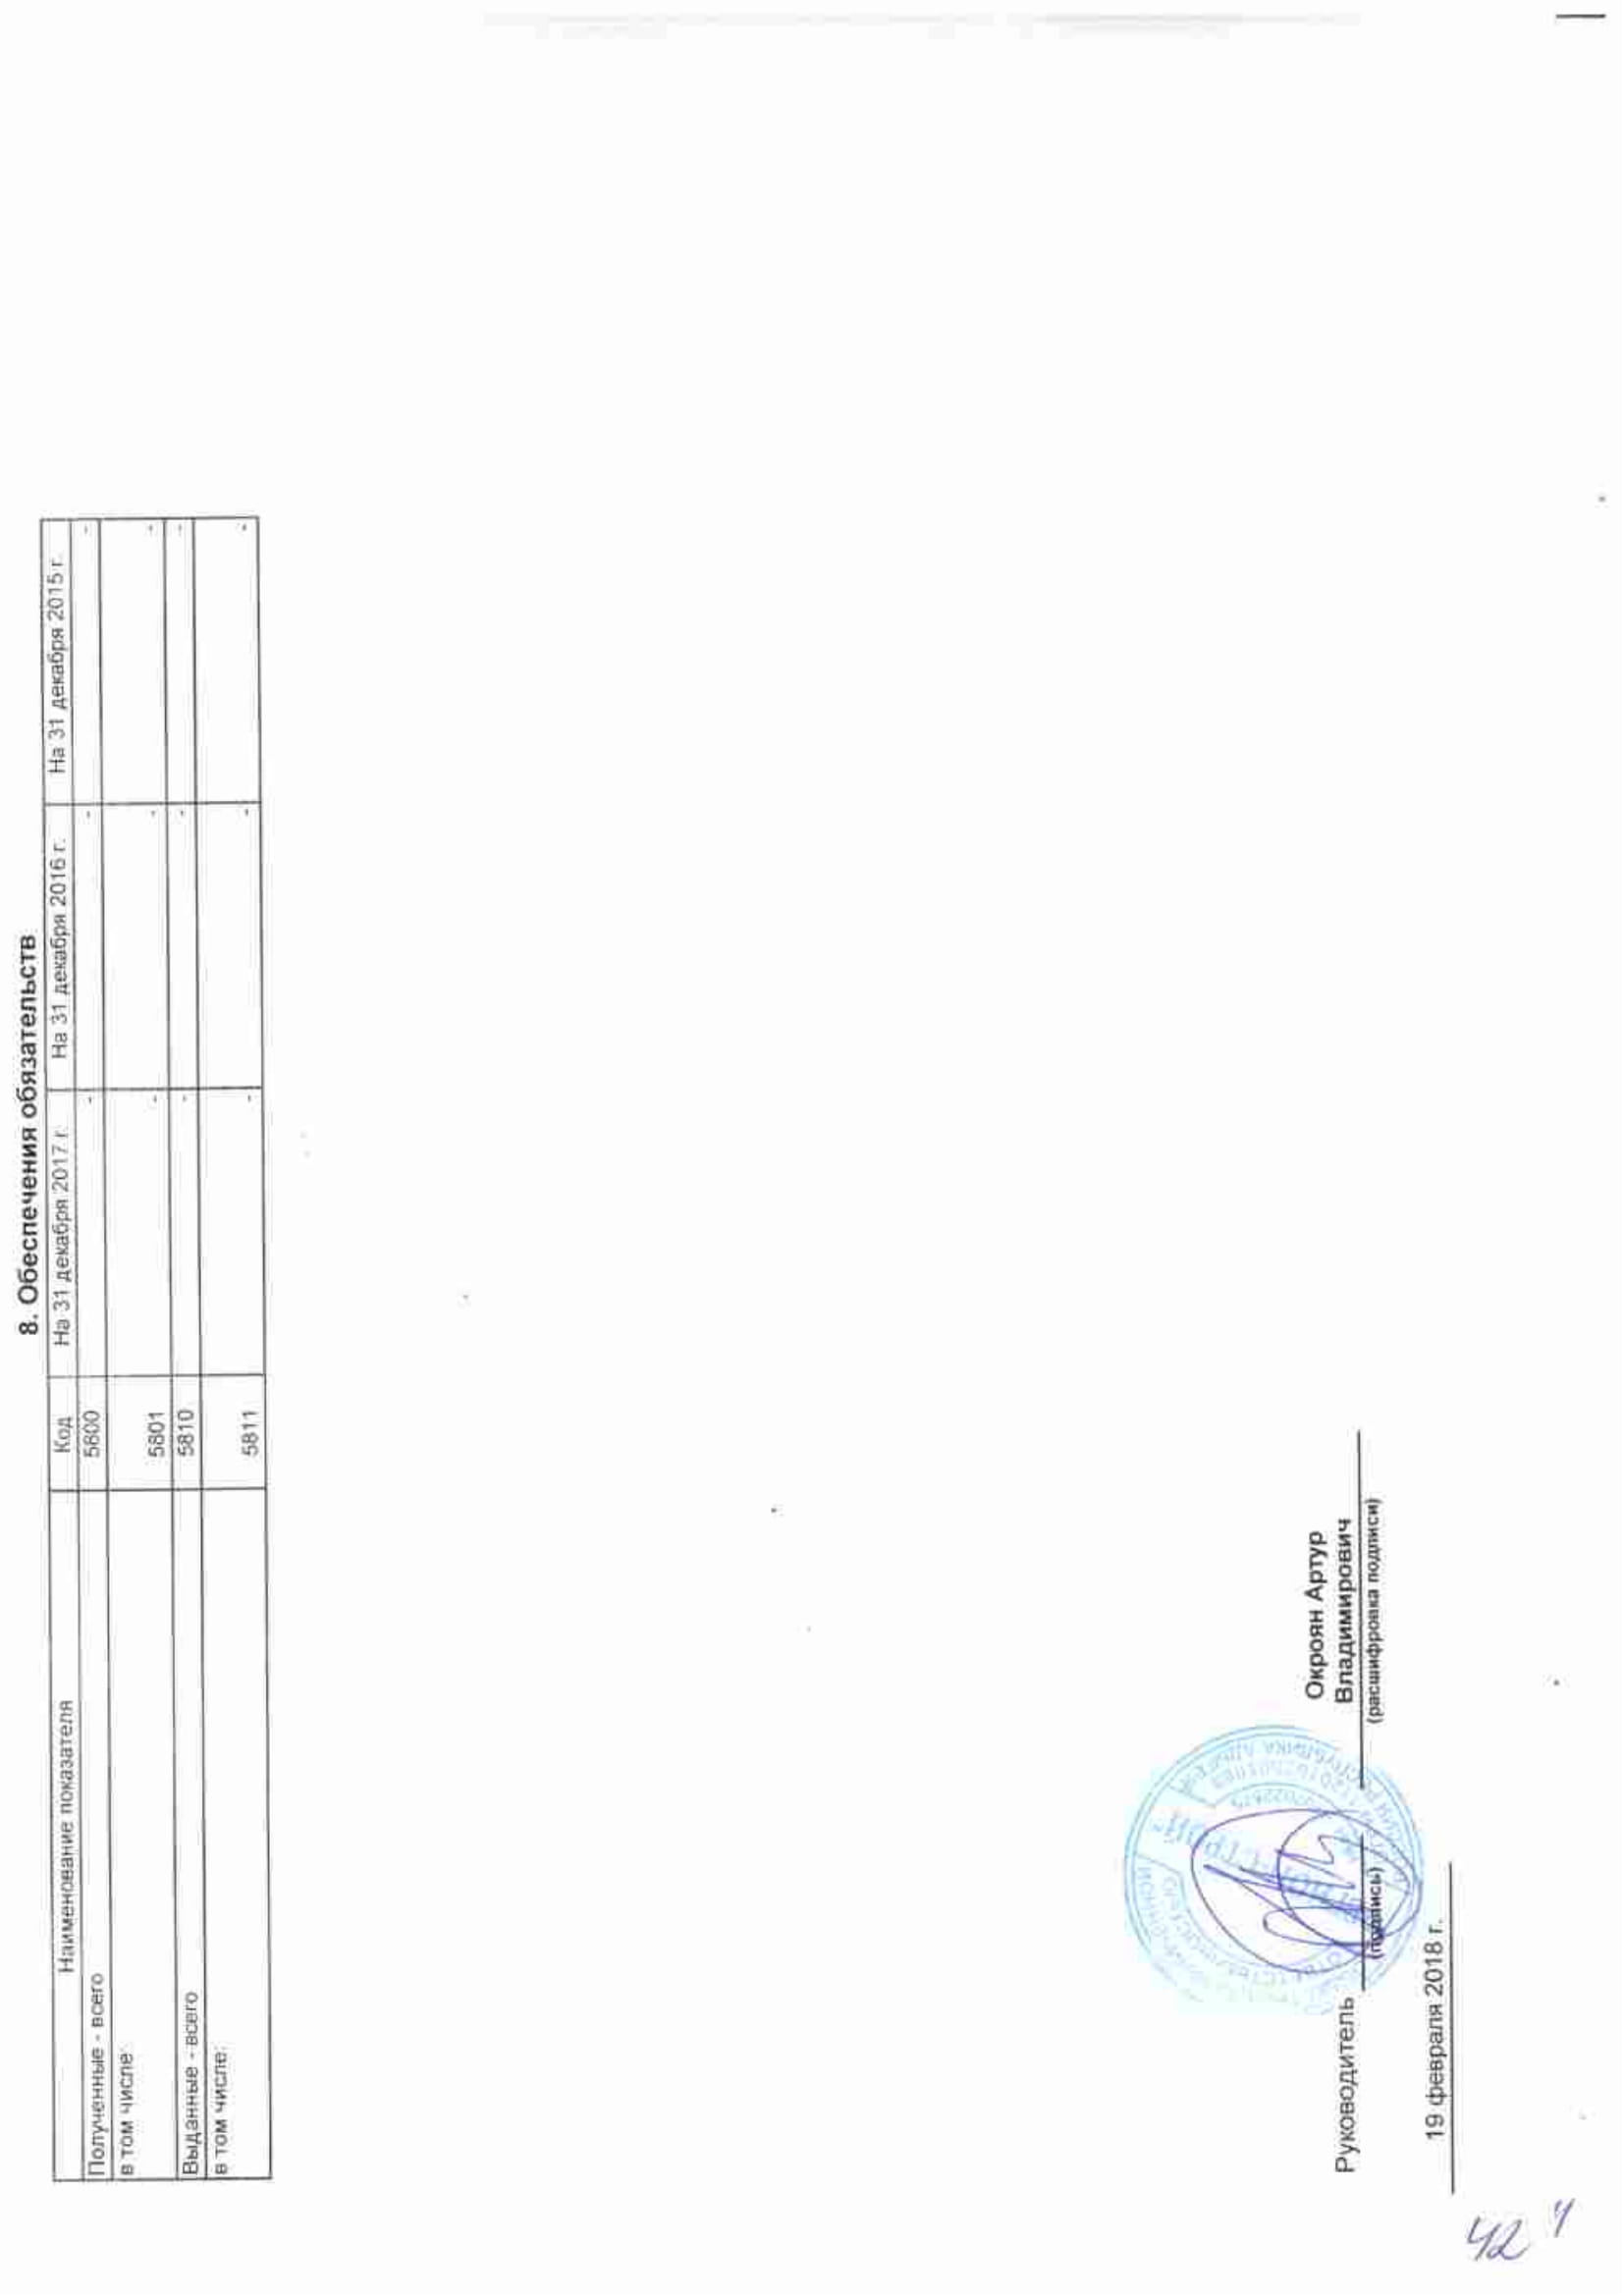 8. Обеспечения обязательств
Наименование показателя Код На 31 декабря 2017 г. На 31 декабря 2016 г. На 31 декабря 2015 г.
Полученные - всего 5800 - - -
в том числе:
5801 - - -
Выданные - всего 5810 - - -
в том числе:
5811 - - -
Окроян Артур
Руководитель Владимирович
(подпись) (расшифровка подписи)
19 февраля 2018 г.
42